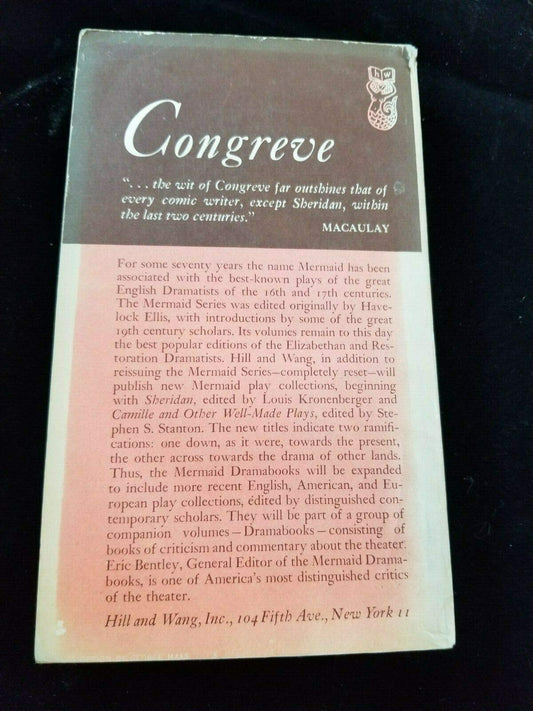 h w
Congreve
“. . . the wit of Congreve far outshines that of
every comic writer, except Sheridan, within
the last two centuries.”
MACAULAY
For some seventy years the name Mermaid has been
associated with the best-known plays of the great
English Dramatists of the 16th and 17th centuries.
The Mermaid Series was edited originally by Have-
lock Ellis, with introductions by some of the great
19th century scholars. Its volumes remain to this day
the best popular editions of the Elizabethan and Res-
toration Dramatists. Hill and Wang, in addition to
reissuing the Mermaid Series—completely reset—will
publish new Mermaid play collections, beginning
with Sheridan, edited by Louis Kronenberger and
Camille and Other Well-Made Plays, edited by Ste-
phen S. Stanton. The new titles indicate two ramifi-
cations: one down, as it were, towards the present,
the other across towards the drama of other lands.
Thus, the Mermaid Dramabooks will be expanded
to include more recent English, American, and Eu-
ropean play collections, edited by distinguished con-
temporary scholars. They will be part of a group of
companion volumes—Dramabooks—consisting of
books of criticism and commentary about the theater.
Eric Bentley, General Editor of the Mermaid Drama-
books, is one of America's most distinguished critics
of the theater.
Hill and Wang, Inc., 104 Fifth Ave., New York 11